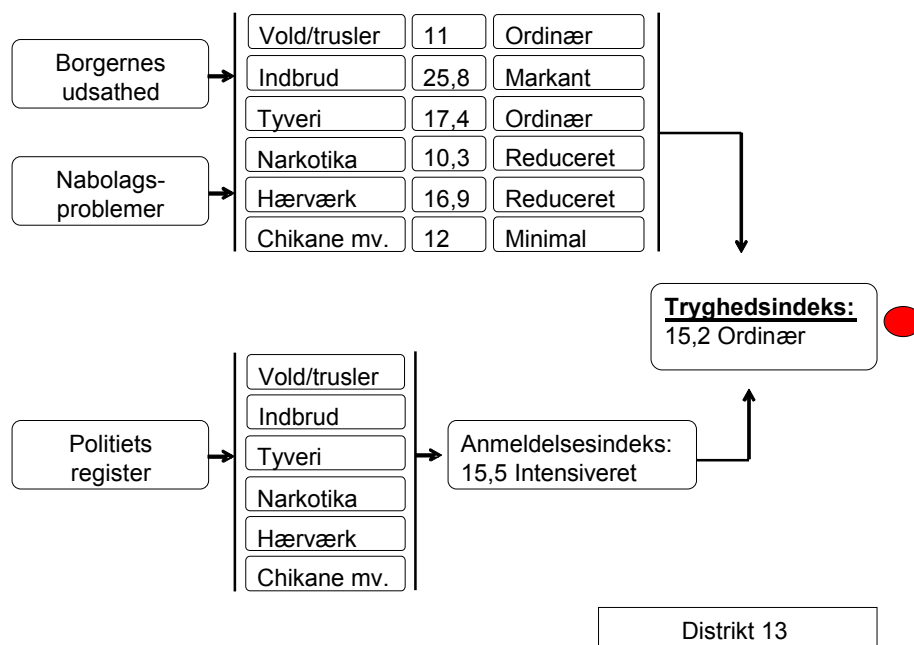 Borgernes
udsathed
Nabolags-
problemer
Vold/trusler 11 Ordinær
Indbrud 25,8 Markant
Tyveri 17,4 Ordinær
Narkotika 10,3 Reduceret
Hærværk 16,9 Reduceret
Chikane mv. 12 Minimal
Tryghedsindeks:
15,2 Ordinær
Politiets
register
Vold/trusler
Indbrud
Tyveri
Narkotika
Hærværk
Chikane mv.
Anmeldelsesindeks:
15,5 Intensiveret
Distrikt 13